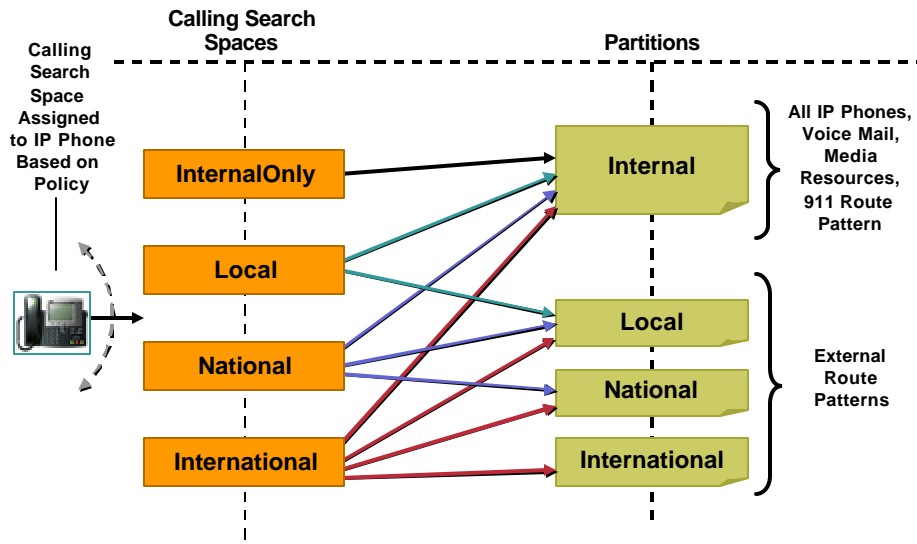 Calling Search
Spaces
Partitions
Calling
Search
Space
Assigned
to IP Phone
Based on
Policy
InternalOnly
Local
National
International
Internal
Local
National
International
All IP Phones,
Voice Mail,
Media
Resources,
911 Route
Pattern
External
Route
Patterns